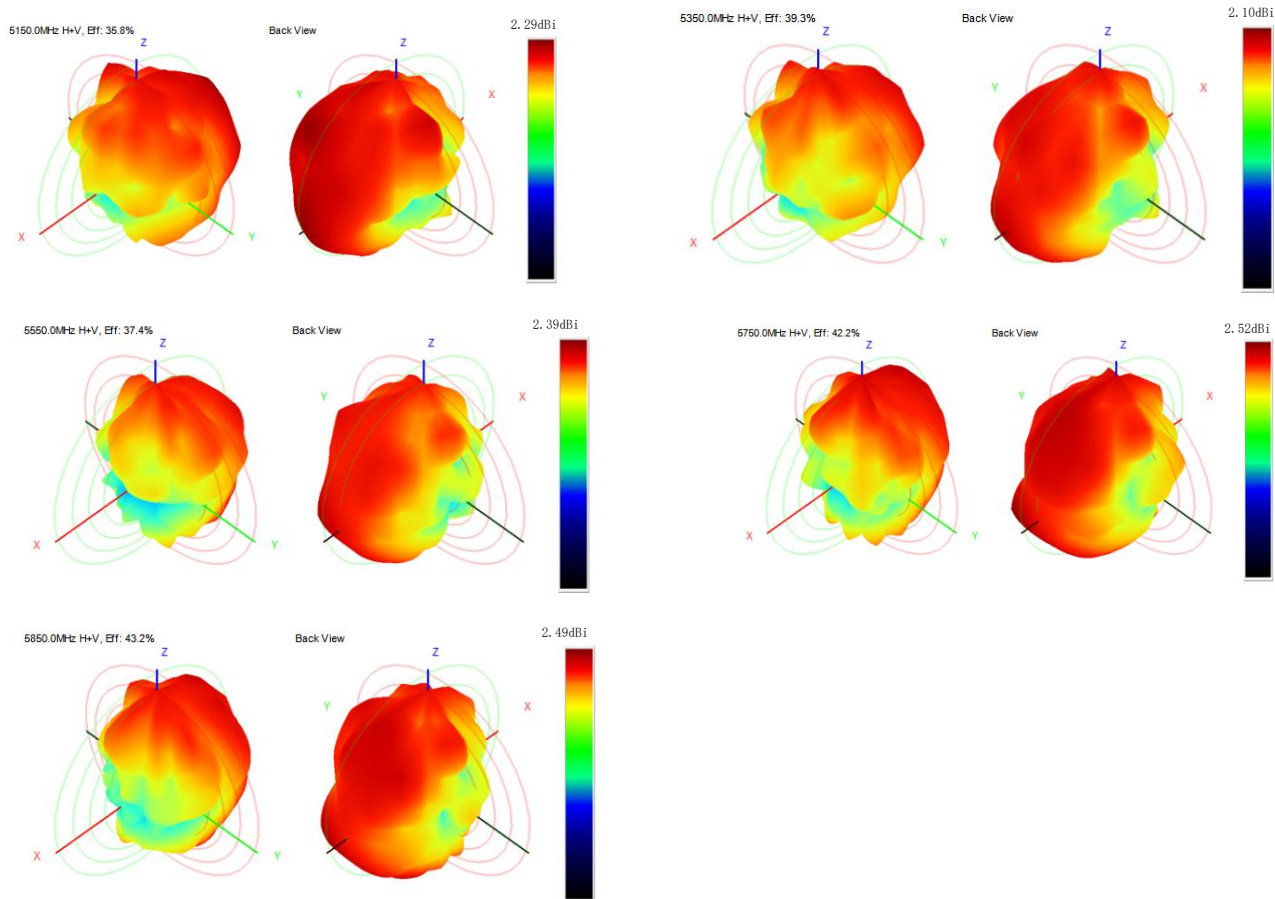 5150.0MHz H+V, Eff: 35.8%
Back View
2.29dBi
Z
X
Y
Z
Y
X
5350.0MHz H+V, Eff: 39.3%
Back View
2.10dBi
Z
X
Y
Z
Y
X
5550.0MHz H+V, Eff: 37.4%
Back View
2.39dBi
Z
X
Y
Z
Y
X
5750.0MHz H+V, Eff: 42.2%
Back View
2.52dBi
Z
X
Y
Z
Y
X
5850.0MHz H+V, Eff: 43.2%
Back View
2.49dBi
Z
X
Y
Z
Y
X